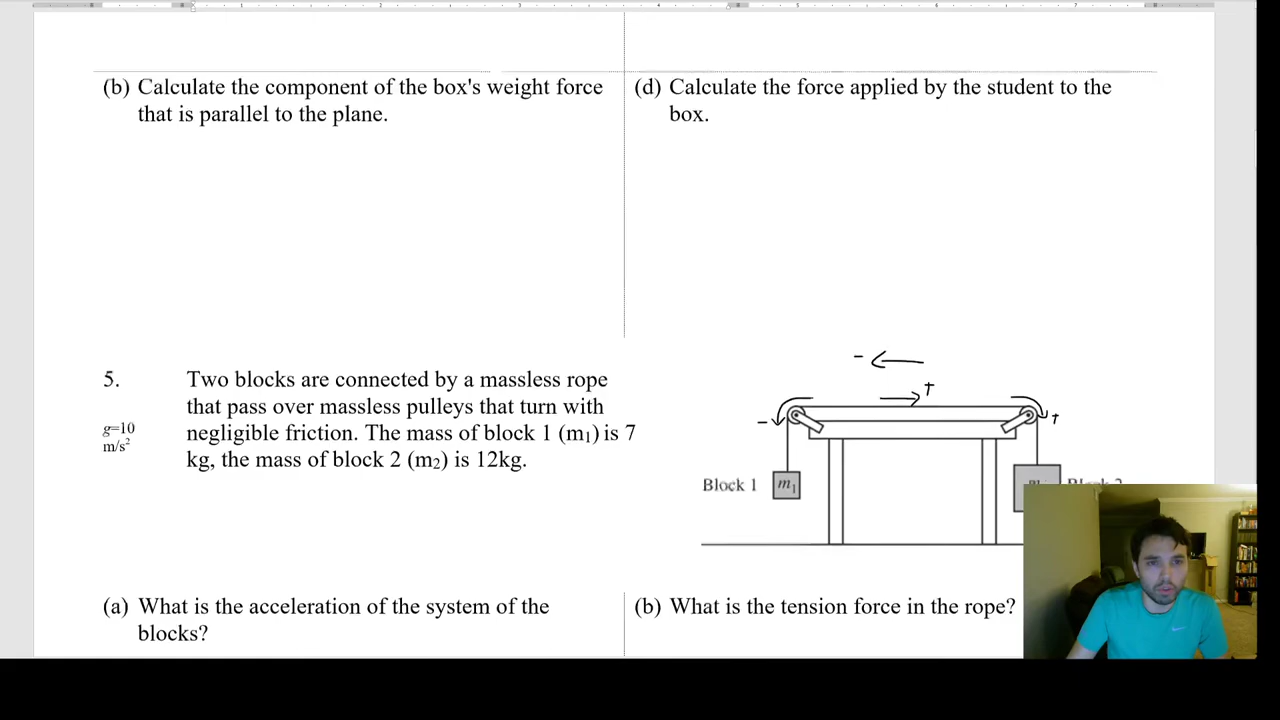 (b) Calculate the component of the box's weight force
that is parallel to the plane.
(d) Calculate the force applied by the student to the
box.
5.
g=10
m/s²
Two blocks are connected by a massless rope
that pass over massless pulleys that turn with
negligible friction. The mass of block 1 (m₁) is 7
kg, the mass of block 2 (m₂) is 12kg.
- 
+
- +
Block 1 m₁
(a) What is the acceleration of the system of the
blocks?
(b) What is the tension force in the rope?